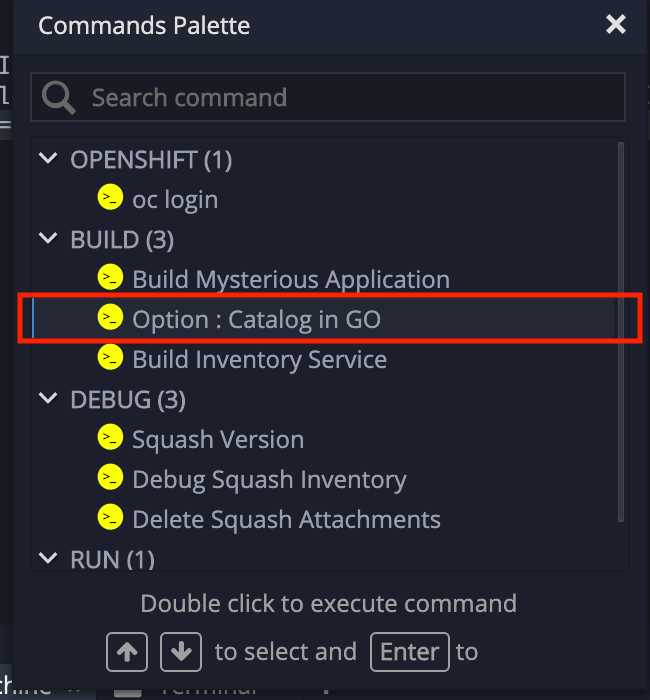 Commands Palette
Search command
OPENSHIFT (1)
>_ oc login
BUILD (3)
>_ Build Mysterious Application
>_ Option : Catalog in GO
>_ Build Inventory Service
DEBUG (3)
>_ Squash Version
>_ Debug Squash Inventory
>_ Delete Squash Attachments
RUN (1)
Double click to execute command
↑ ↓ to select and Enter to
Terminal